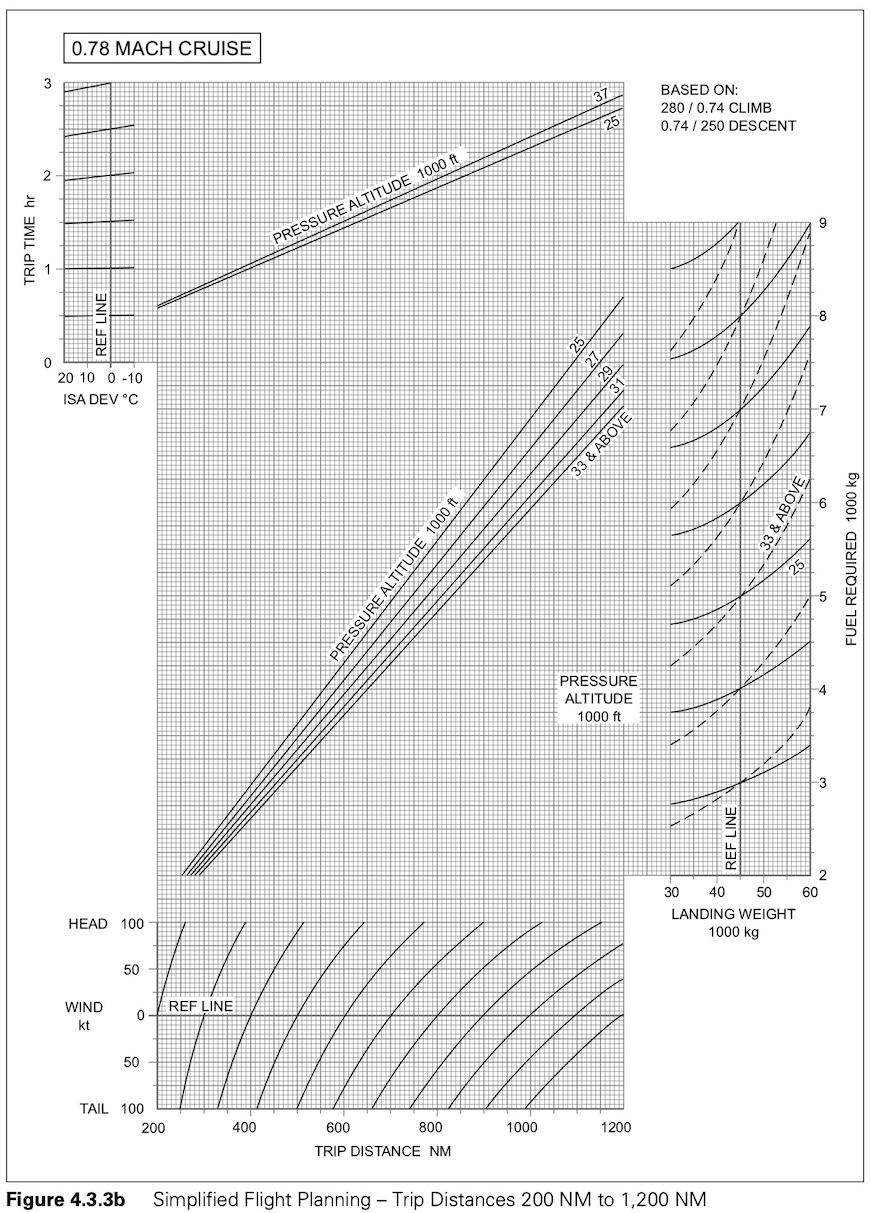 0.78 MACH CRUISE
BASED ON:
280 / 0.74 CLIMB
0.74 / 250 DESCENT
3
2
1
0
TRIP TIME hr
REF LINE
20 10 0 -10
ISA DEV °C
PRESSURE ALTITUDE 1000 ft
37
25
PRESSURE ALTITUDE 1000 ft
25
27
29
31
33 & ABOVE
9
8
7
6
5
4
3
2
FUEL REQUIRED 1000 kg
33 & ABOVE
25
PRESSURE
ALTITUDE
1000 ft
REF LINE
30 40 50 60
LANDING WEIGHT
1000 kg
HEAD 100
50
WIND 0
kt
50
TAIL 100
REF LINE
200 400 600 800 1000 1200
TRIP DISTANCE NM
Figure 4.3.3b Simplified Flight Planning – Trip Distances 200 NM to 1,200 NM